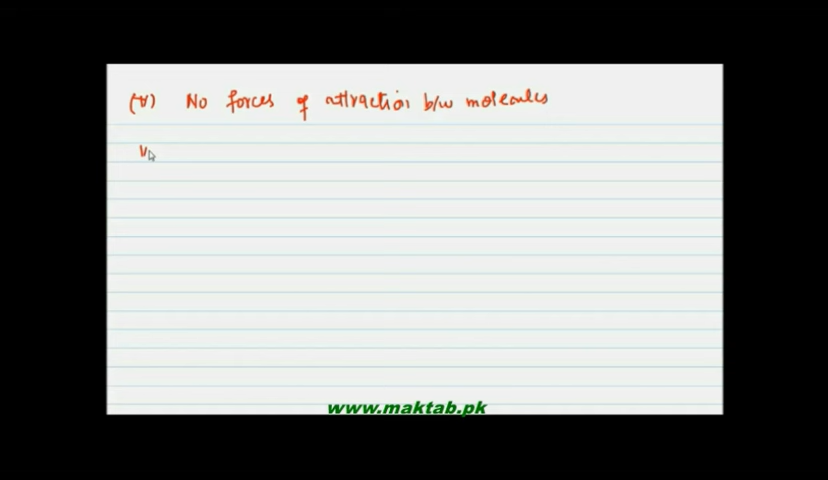 (v) No forces of attraction b/w molecules
www.maktab.pk